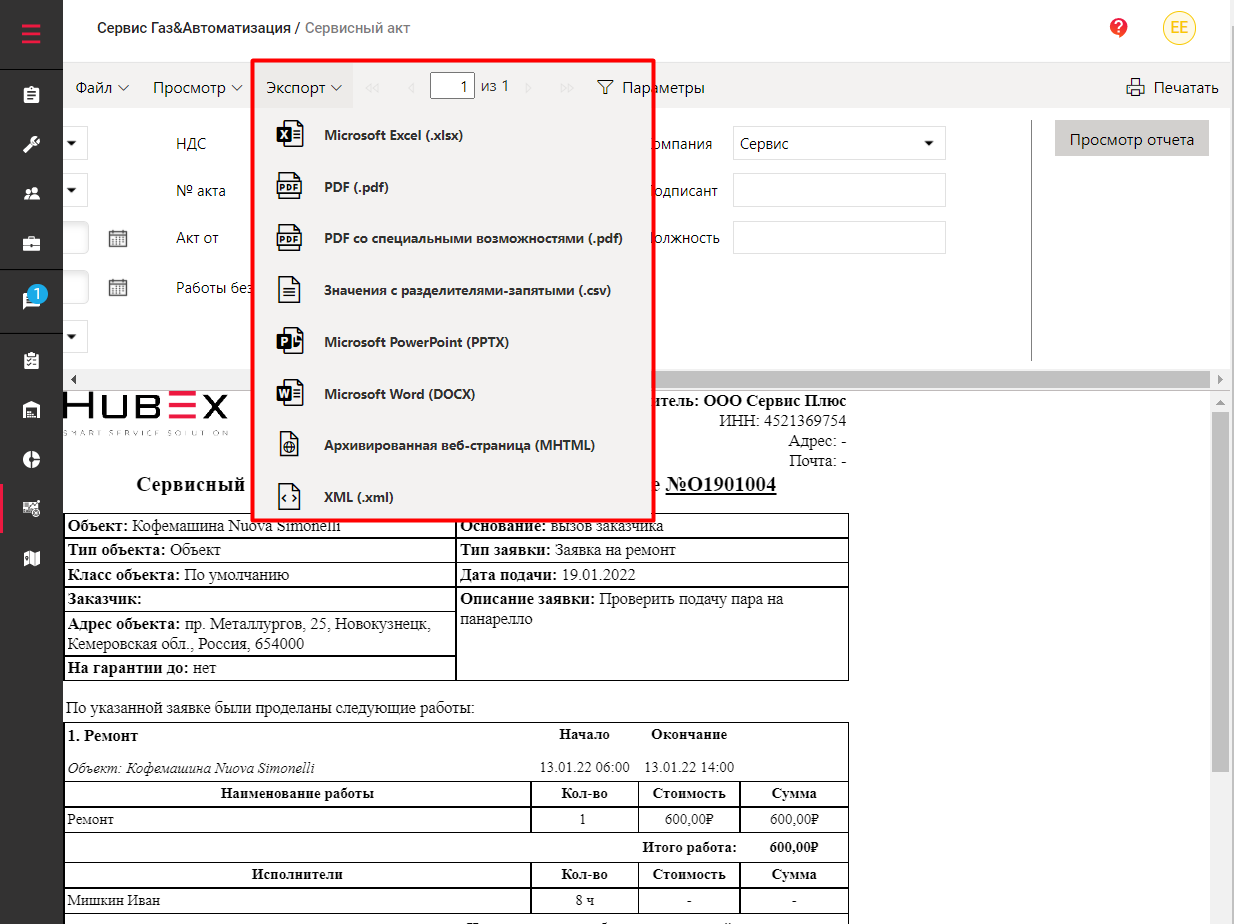 Сервис Газ&Автоматизация / Сервисный акт
?
EE
Файл
Просмотр
Экспорт
1 из 1
Параметры
Печатать
1
НДС
№ акта
Акт от
Работы без
Microsoft Excel (.xlsx)
PDF (.pdf)
PDF со специальными возможностями (.pdf)
Значения с разделителями-запятыми (.csv)
Microsoft PowerPoint (PPTX)
Microsoft Word (DOCX)
Архивированная веб-страница (MHTML)
XML (.xml)
омпания
Сервис
одписант
олжность
Просмотр отчета
HUBEX
SMART SERVICE SOLUTION
итель: ООО Сервис Плюс
ИНН: 4521369754
Адрес: -
Почта: -
Сервисный
е №О1901004
Объект: Кофемашина Nuova Simonelli
Основание: вызов заказчика
Тип объекта: Объект
Тип заявки: Заявка на ремонт
Класс объекта: По умолчанию
Дата подачи: 19.01.2022
Заказчик:
Описание заявки: Проверить подачу пара на
панарелло
Адрес объекта: пр. Металлургов, 25, Новокузнецк,
Кемеровская обл., Россия, 654000
На гарантии до: нет
По указанной заявке были проделаны следующие работы:
1. Ремонт Начало Окончание
Объект: Кофемашина Nuova Simonelli 13.01.22 06:00 13.01.22 14:00
Наименование работы Кол-во Стоимость Сумма
Ремонт 1 600,00₽ 600,00₽
Итого работа: 600,00₽
Исполнители Кол-во Стоимость Сумма
Мишкин Иван 8 ч - -